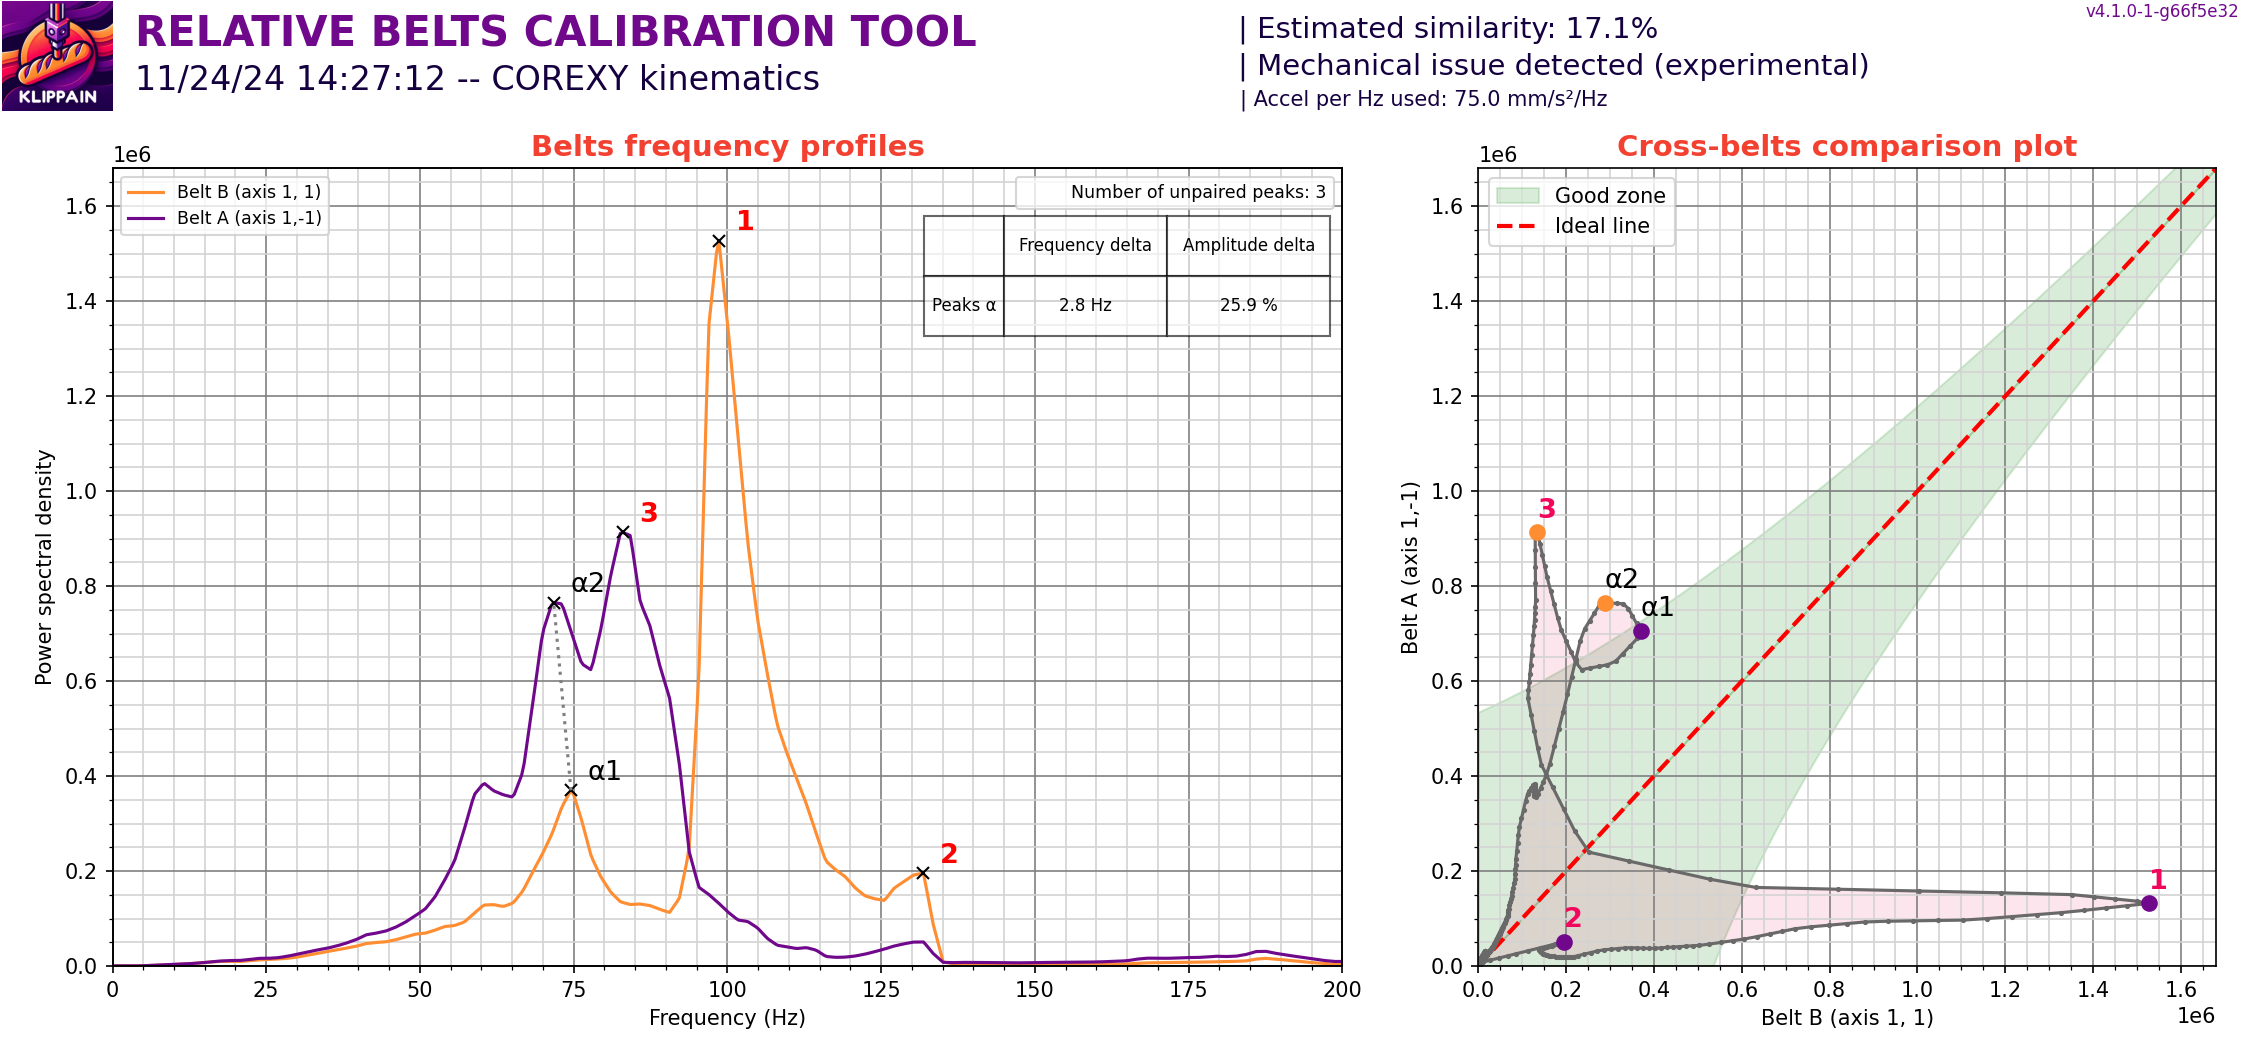 KLIPPAIN
RELATIVE BELTS CALIBRATION TOOL
11/24/24 14:27:12 -- COREXY kinematics
| Estimated similarity: 17.1%
| Mechanical issue detected (experimental)
| Accel per Hz used: 75.0 mm/s²/Hz
v4.1.0-1-g66f5e32
Belts frequency profiles
1e6
Belt B (axis 1, 1)
Belt A (axis 1,-1)
Number of unpaired peaks: 3
Frequency delta
Amplitude delta
Peaks α
2.8 Hz
25.9 %
1
3
α2
α1
2
1.6
1.4
1.2
1.0
0.8
0.6
0.4
0.2
0.0
Power spectral density
0
25
50
75
100
125
150
175
200
Frequency (Hz)
Cross-belts comparison plot
1e6
Good zone
Ideal line
3
α2
α1
1
2
1.6
1.4
1.2
1.0
0.8
0.6
0.4
0.2
0.0
Belt A (axis 1,-1)
0.0
0.2
0.4
0.6
0.8
1.0
1.2
1.4
1.6
1e6
Belt B (axis 1, 1)